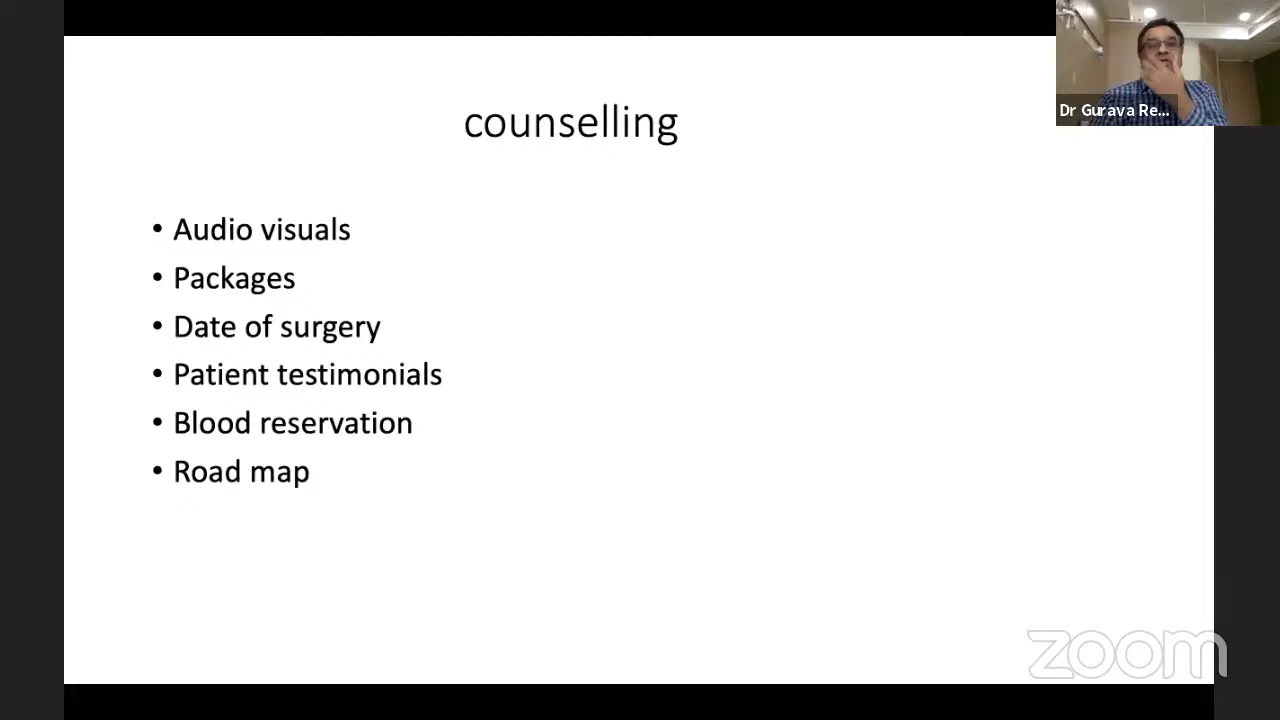 Dr Gurava Re...
counselling
• Audio visuals
• Packages
• Date of surgery
• Patient testimonials
• Blood reservation
• Road map
zoom